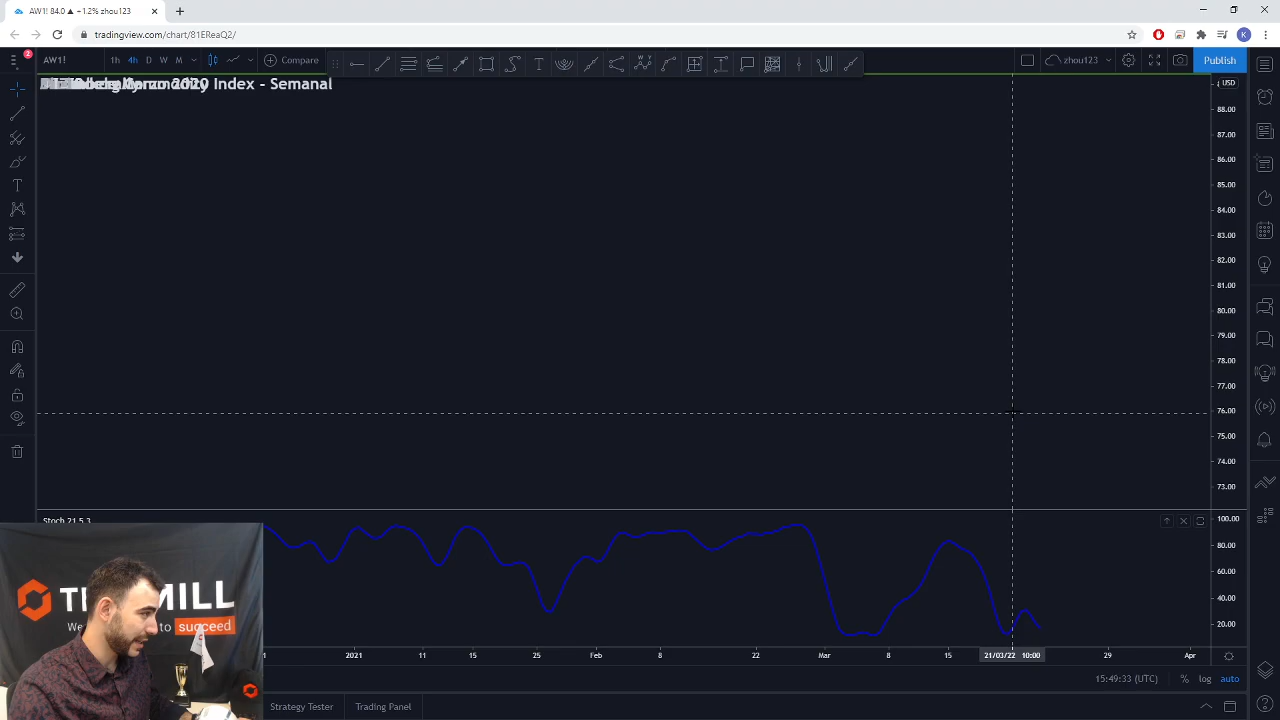 AW1! 84.0 ▲ +1.2% zhou123
tradingview.com/chart/81EReaQ2/
K
2
AW1!
1h 4h D W M
Compare
zhou123
Publish
Index - Semanal
USD
88.00
87.00
86.00
85.00
84.00
83.00
82.00
81.00
80.00
79.00
78.00
77.00
76.00
75.00
74.00
73.00
Stoch 21 5 3
100.00
80.00
60.00
40.00
20.00
succeed
2021 11 15 25 Feb 8 22 Mar 8 15 21/03/22 10:00 29 Apr
15:49:33 (UTC) % log auto
Strategy Tester Trading Panel